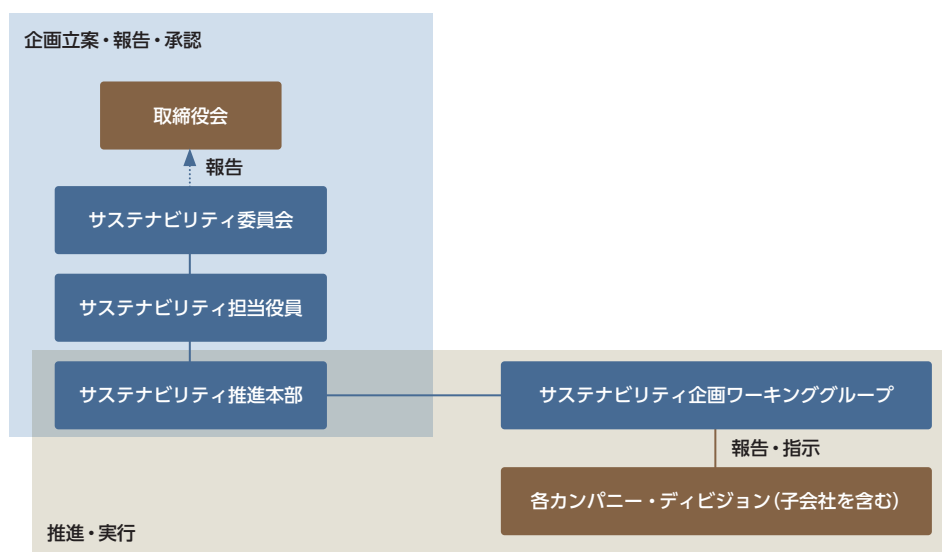 企画立案・報告・承認
取締役会
報告
サステナビリティ委員会
サステナビリティ担当役員
サステナビリティ推進本部
サステナビリティ企画ワーキンググループ
報告・指示
各カンパニー・ディビジョン(子会社を含む)
推進・実行